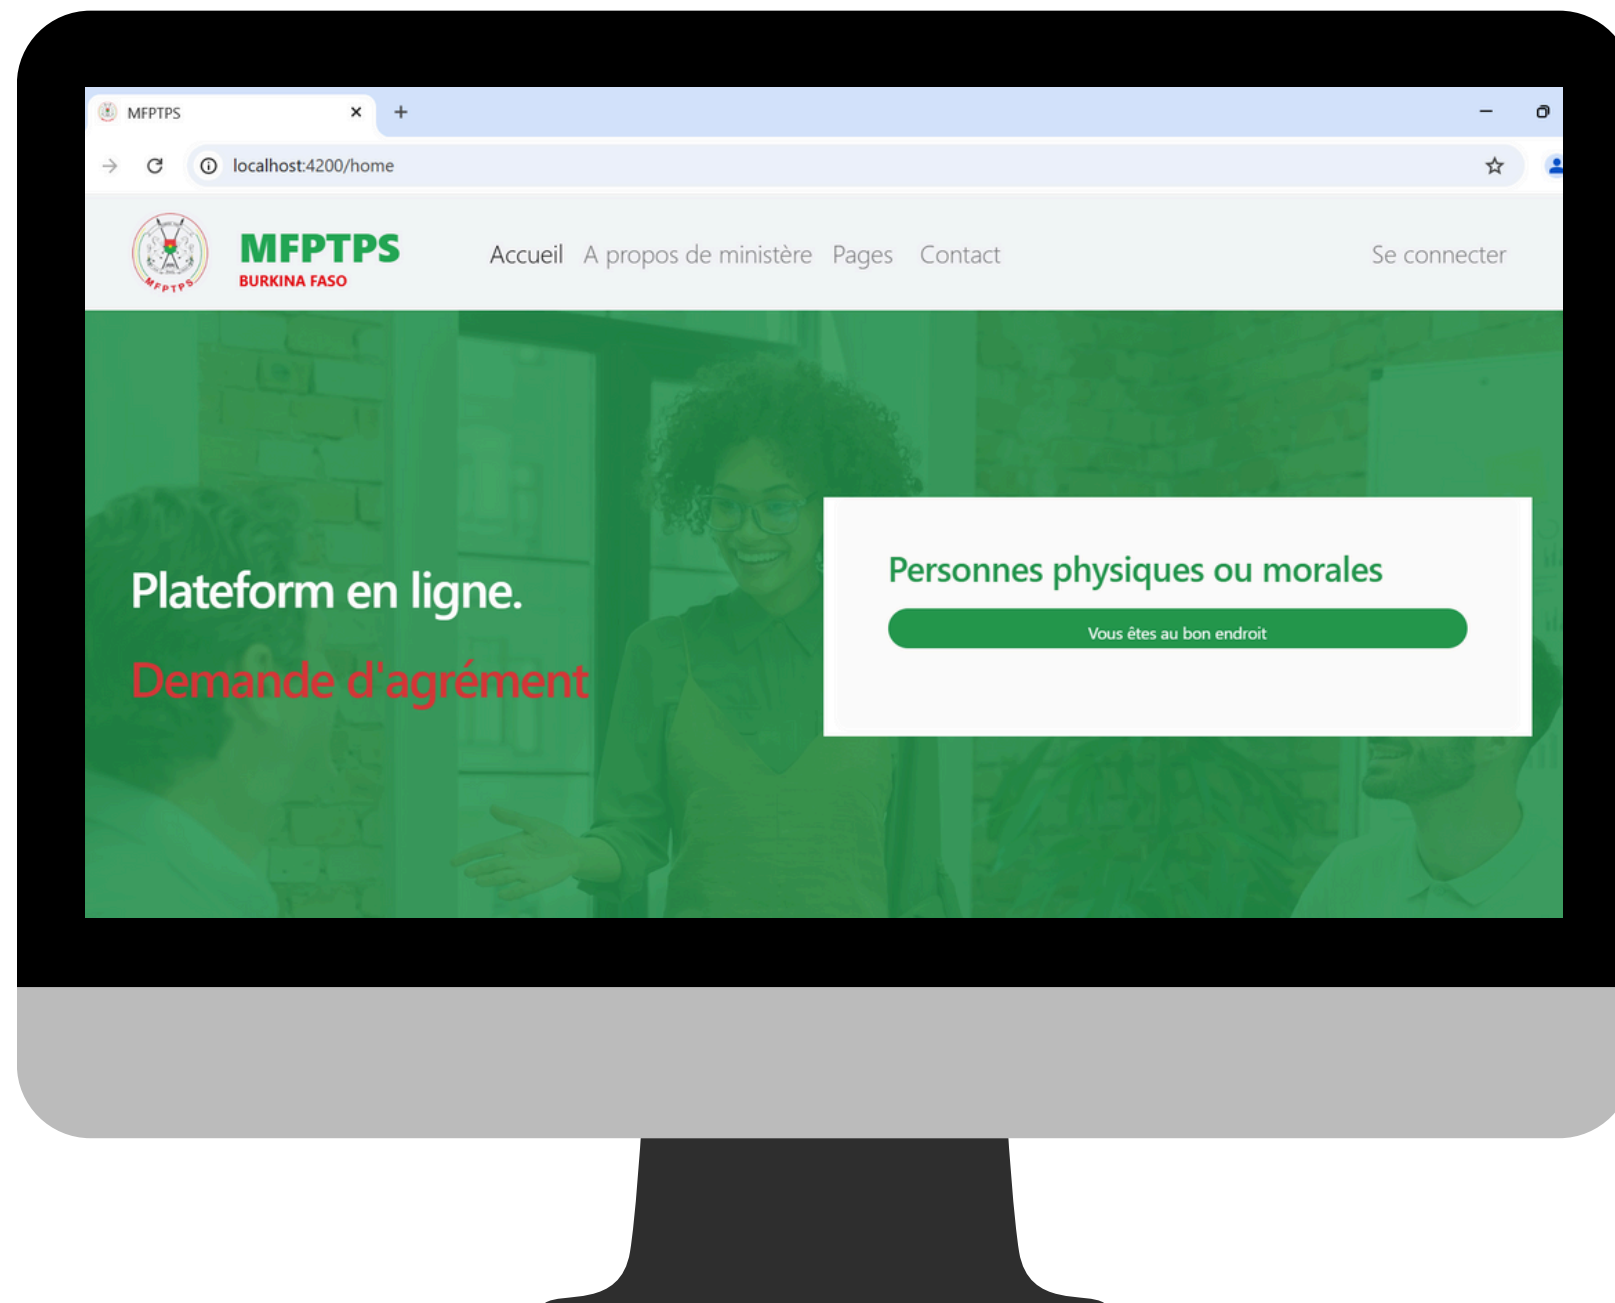 MFPTPS
localhost:4200/home
MFPTPS
MFPTPS
BURKINA FASO
Accueil A propos de ministère Pages Contact Se connecter
Plateform en ligne.
Demande d'agrément
Personnes physiques ou morales
Vous êtes au bon endroit